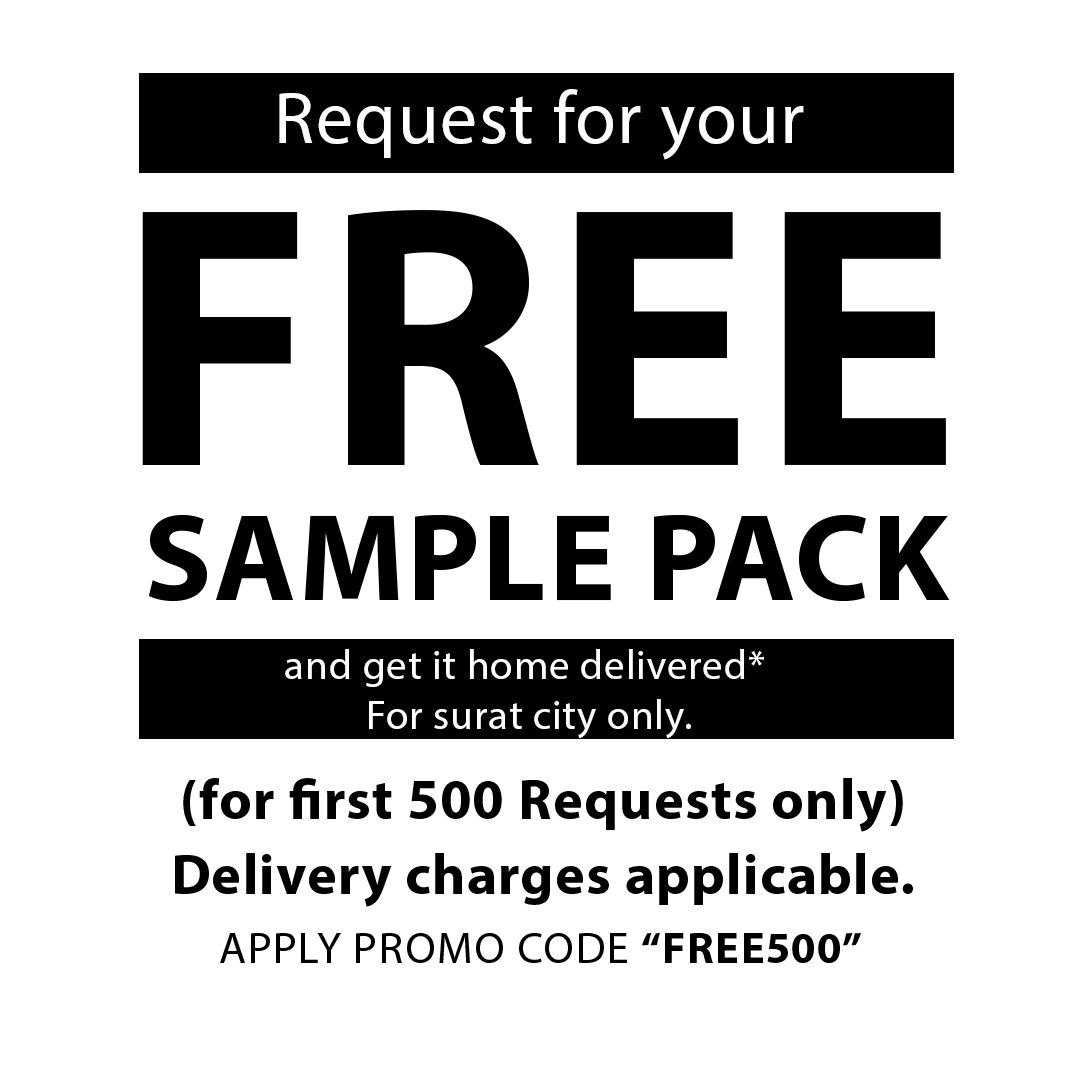 Request for your
FREE
SAMPLE PACK
and get it home delivered*
For surat city only.
(for first 500 Requests only)
Delivery charges applicable.
APPLY PROMO CODE “FREE500”